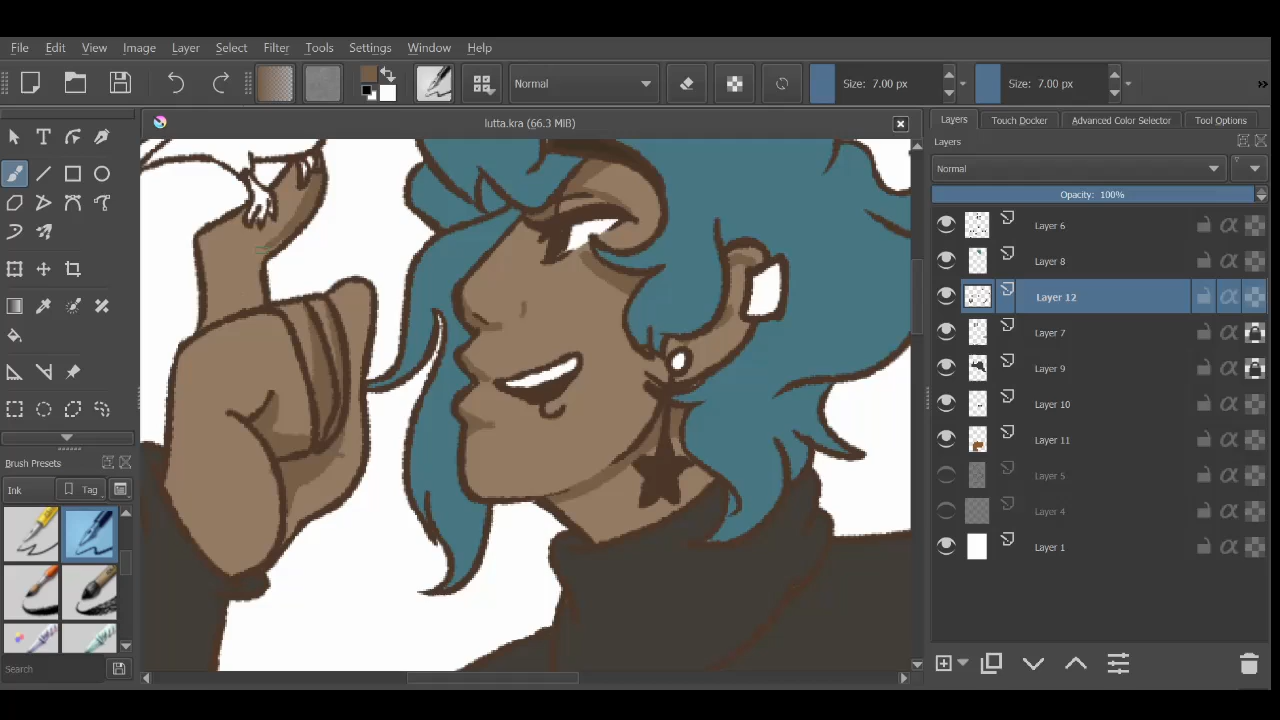 File Edit View Image Layer Select Filter Tools Settings Window Help
Normal Size: 7.00 px Size: 7.00 px »
lutta.kra (66.3 MIB)
Layers Touch Docker Advanced Color Selector Tool Options
Layers
Normal
Opacity: 100%
Layer 6
Layer 8
Layer 12
Layer 7
Layer 9
Layer 10
Layer 11
Layer 5
Layer 4
Layer 1
Brush Presets
Ink Tag
Search